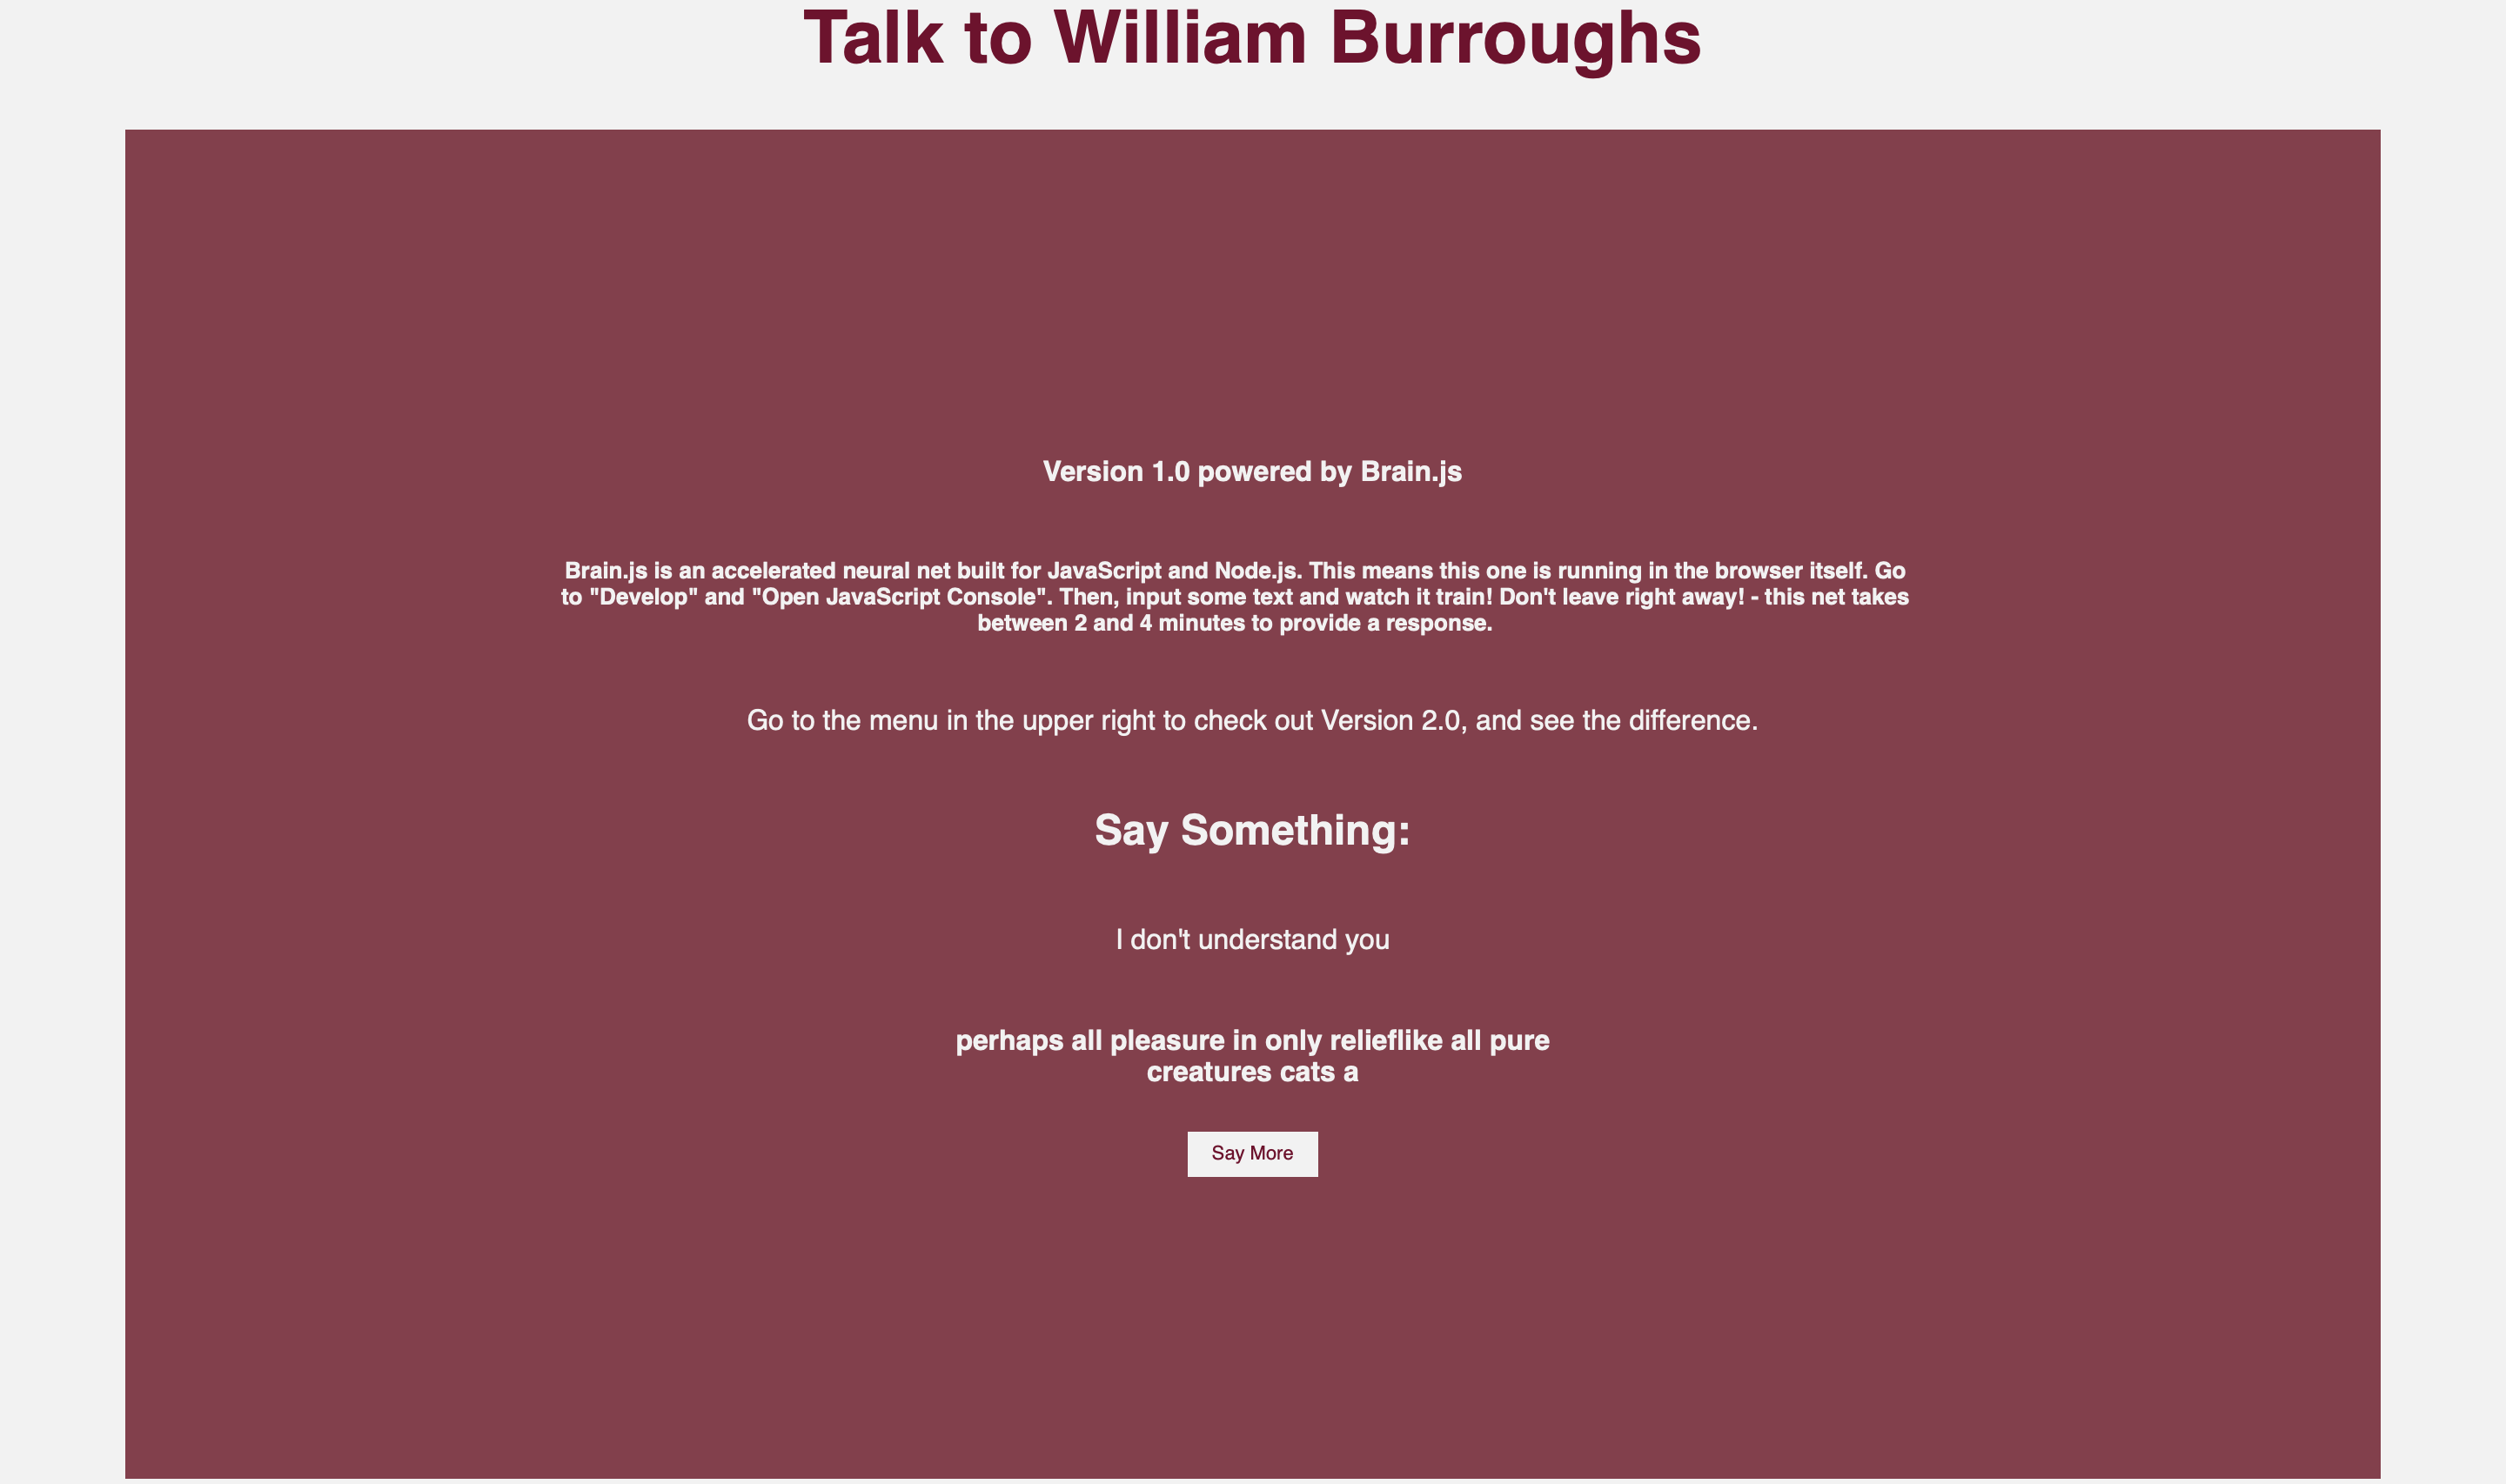 Talk to William Burroughs
Version 1.0 powered by Brain.js
Brain.js is an accelerated neural net built for JavaScript and Node.js. This means this one is running in the browser itself. Go
to "Develop" and "Open JavaScript Console". Then, input some text and watch it train! Don't leave right away! - this net takes
between 2 and 4 minutes to provide a response.
Go to the menu in the upper right to check out Version 2.0, and see the difference.
Say Something:
I don't understand you
perhaps all pleasure in only relieflike all pure
creatures cats a
Say More